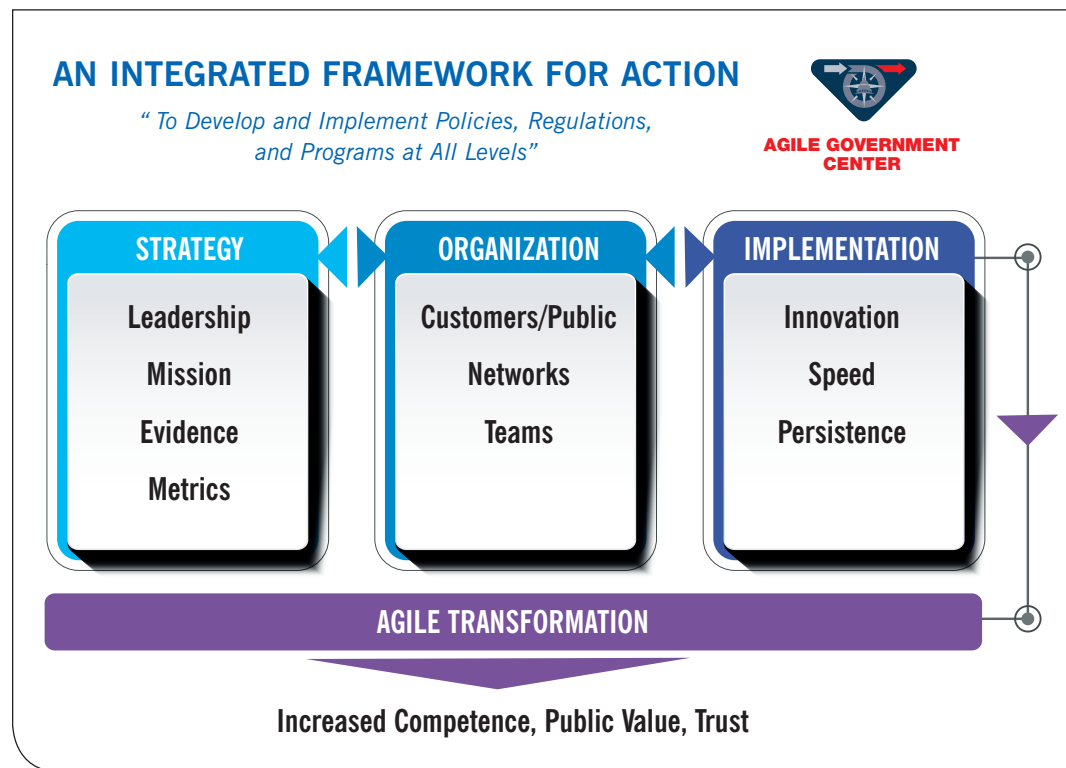 AN INTEGRATED FRAMEWORK FOR ACTION
“ To Develop and Implement Policies, Regulations,
and Programs at All Levels”
AGILE GOVERNMENT
CENTER
STRATEGY
Leadership
Mission
Evidence
Metrics
ORGANIZATION
Customers/Public
Networks
Teams
IMPLEMENTATION
Innovation
Speed
Persistence
AGILE TRANSFORMATION
Increased Competence, Public Value, Trust